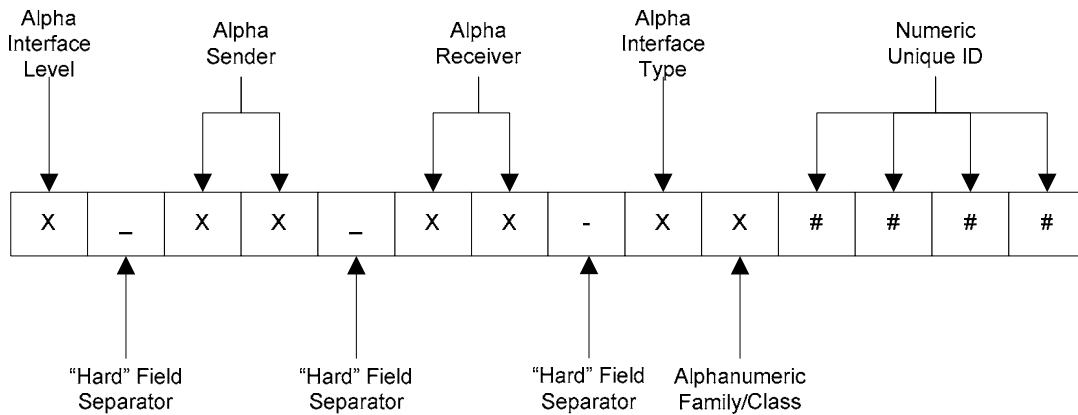 Alpha
Interface
Level
Alpha
Sender
Alpha
Receiver
Alpha
Interface
Type
Numeric
Unique ID
X _ X X _ X X - X X # # # #
“Hard” Field
Separator
“Hard” Field
Separator
“Hard” Field
Separator
Alphanumeric
Family/Class